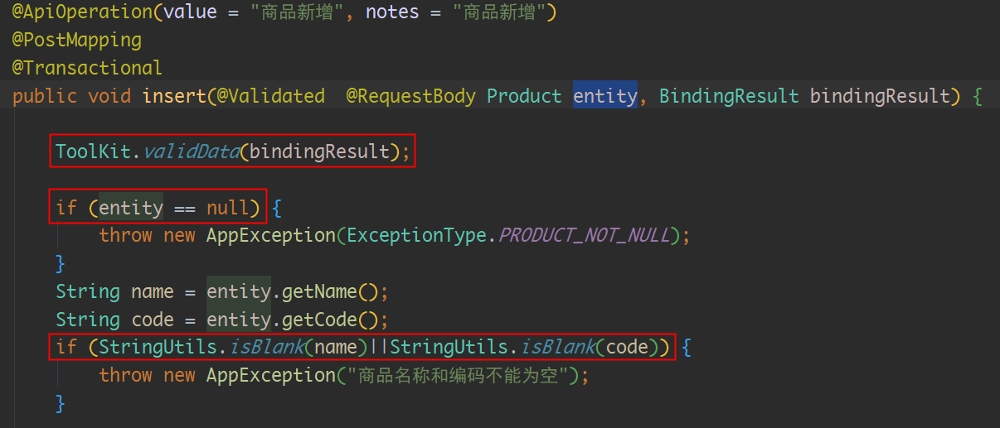 @ApiOperation(value = "商品新增", notes = "商品新增")
@PostMapping
@Transactional
public void insert(@Validated  @RequestBody Product entity, BindingResult bindingResult) {
ToolKit.validData(bindingResult);
if (entity == null) {
throw new AppException(ExceptionType.PRODUCT_NOT_NULL);
}
String name = entity.getName();
String code = entity.getCode();
if (StringUtils.isBlank(name)||StringUtils.isBlank(code)) {
throw new AppException("商品名称和编码不能为空");
}